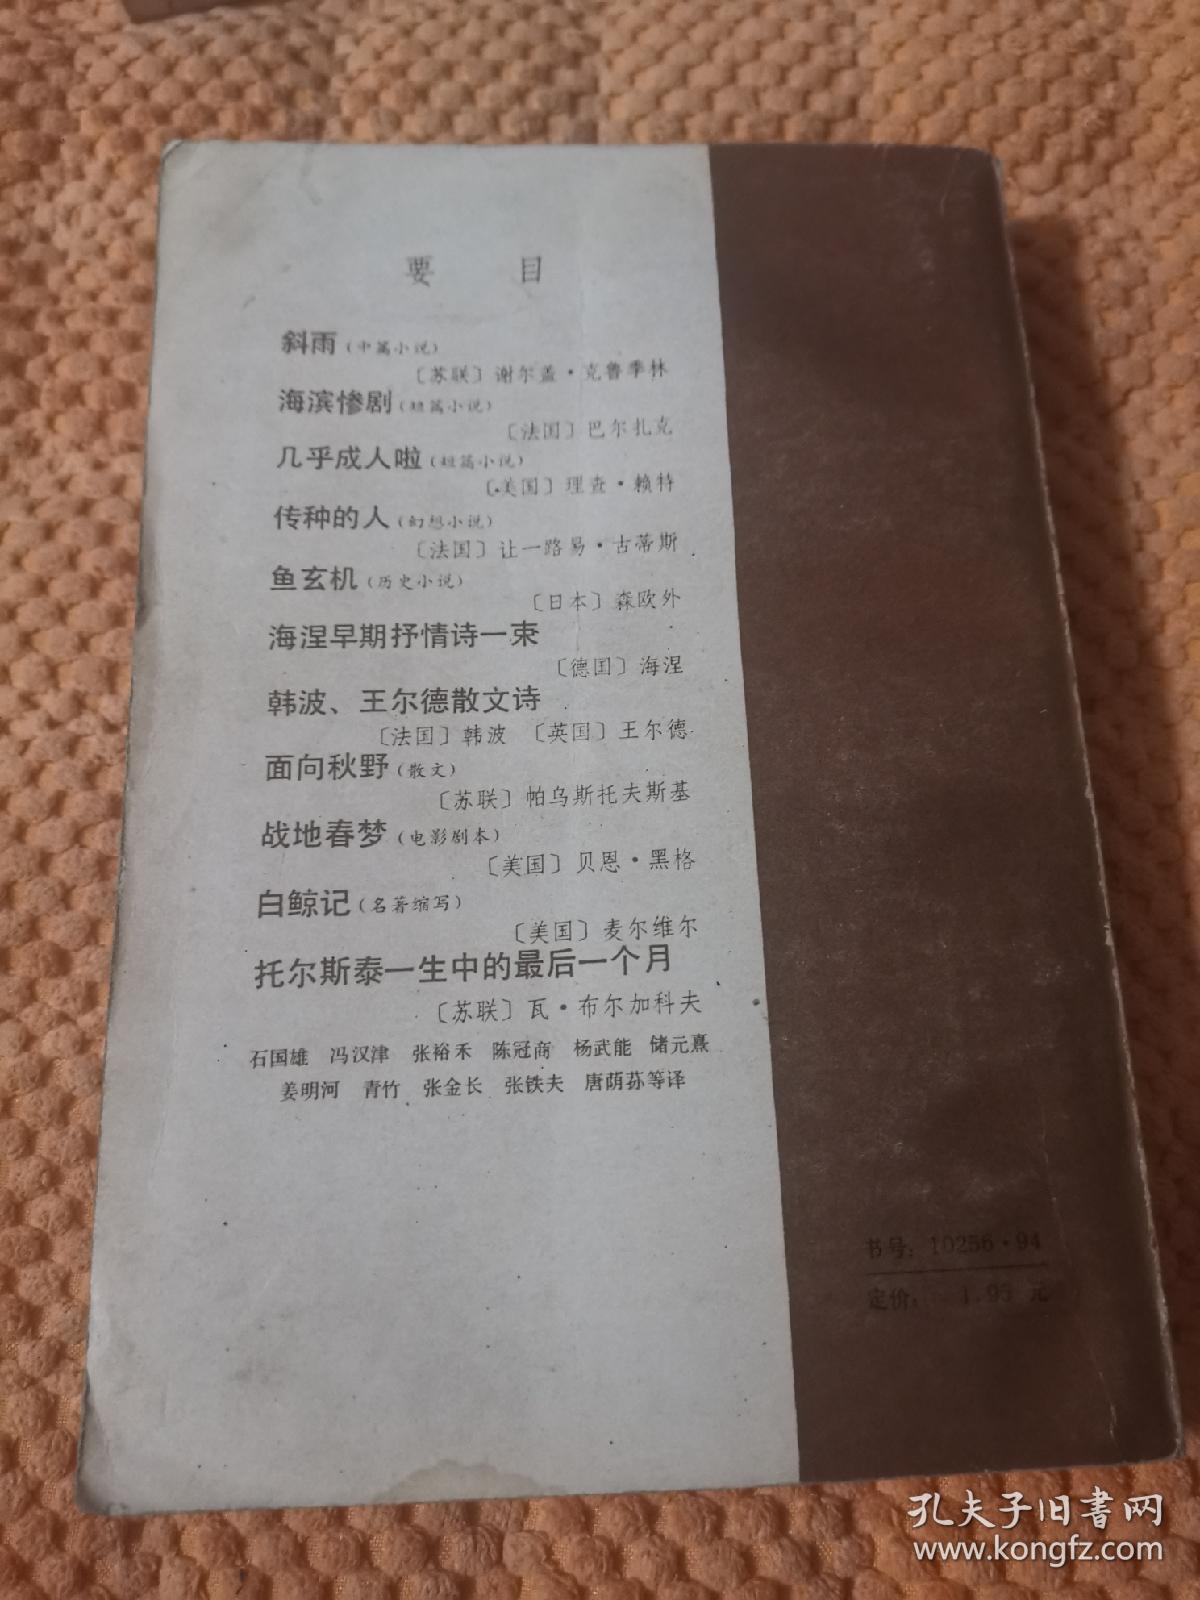 要 目
斜雨(中篇小说)
〔苏联〕谢尔盖·克鲁季林
海滨惨剧(短篇小说)
〔法国〕巴尔扎克
几乎成人啦(短篇小说)
〔美国〕理查·赖特
传种的人(幻想小说)
〔法国〕让一路易·古蒂斯
鱼玄机(历史小说)
〔日本〕森欧外
海涅早期抒情诗一束
〔德国〕海涅
韩波、王尔德散文诗
〔法国〕韩波 〔英国〕王尔德
面向秋野(散文)
〔苏联〕帕乌斯托夫斯基
战地春梦(电影剧本)
〔美国〕贝恩·黑格
白鲸记(名著缩写)
〔美国〕麦尔维尔
托尔斯泰一生中的最后一个月
〔苏联〕瓦·布尔加科夫
石国雄 冯汉津 张裕禾 陈冠商 杨武能 储元熹
姜明河 青竹 张金长 张铁夫 唐荫荪等译
书号：10256·94
定价： 1.95 元
孔夫子旧书网
www.kongfz.com